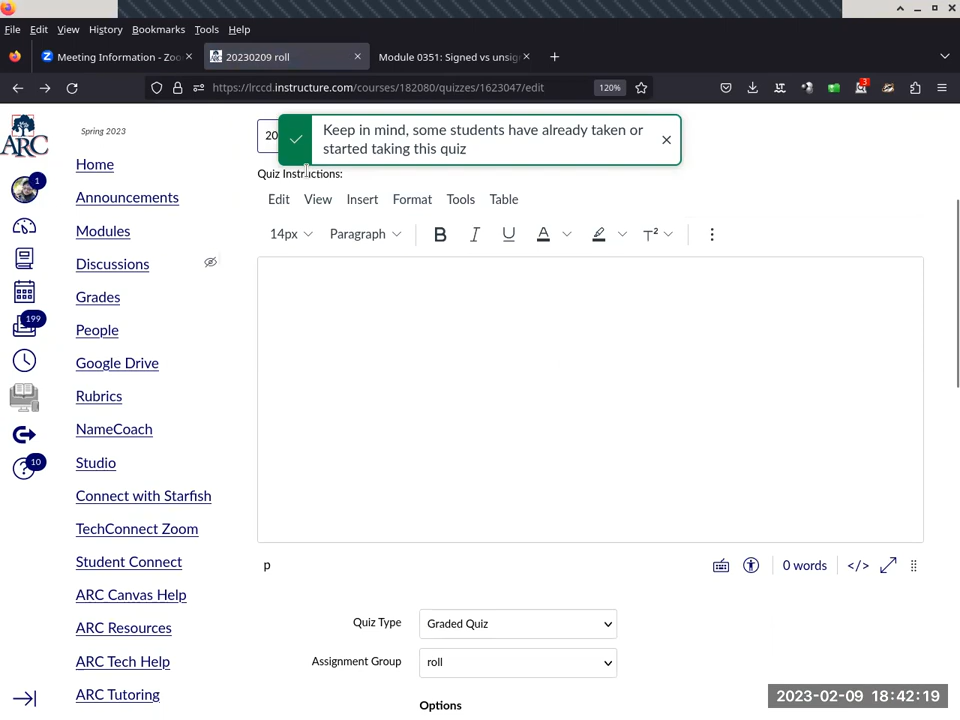 File Edit View History Bookmarks Tools Help
Meeting Information - Zoo
20230209 roll
Module 0351: Signed vs unsig
https://lrccd.instructure.com/courses/182080/quizzes/1623047/edit
120%
3
ARC
Spring 2023
20
Keep in mind, some students have already taken or
started taking this quiz
Quiz Instructions:
Edit View Insert Format Tools Table
14px Paragraph B I U A T²
1
199
10
Home
Announcements
Modules
Discussions
Grades
People
Google Drive
Rubrics
NameCoach
Studio
Connect with Starfish
TechConnect Zoom
Student Connect
ARC Canvas Help
ARC Resources
ARC Tech Help
ARC Tutoring
p
0 words </>
Quiz Type Graded Quiz
Assignment Group roll
Options
2023-02-09 18:42:19